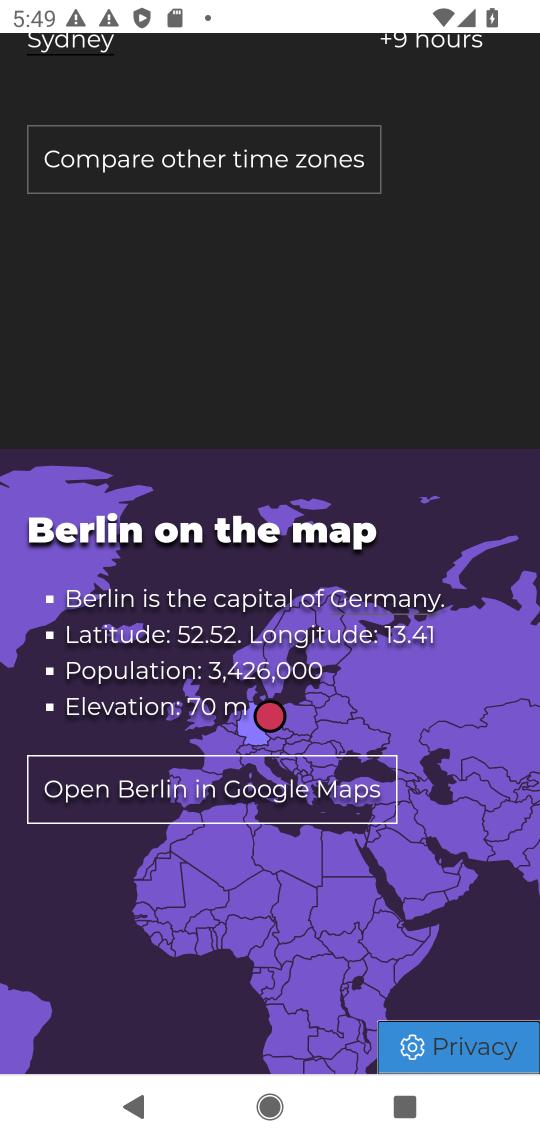 5:49
Sydney +9 hours
Compare other time zones
Berlin on the map
Berlin is the capital of Germany.
Latitude: 52.52. Longitude: 13.41
Population: 3,426,000
Elevation: 70 m
Open Berlin in Google Maps
Privacy